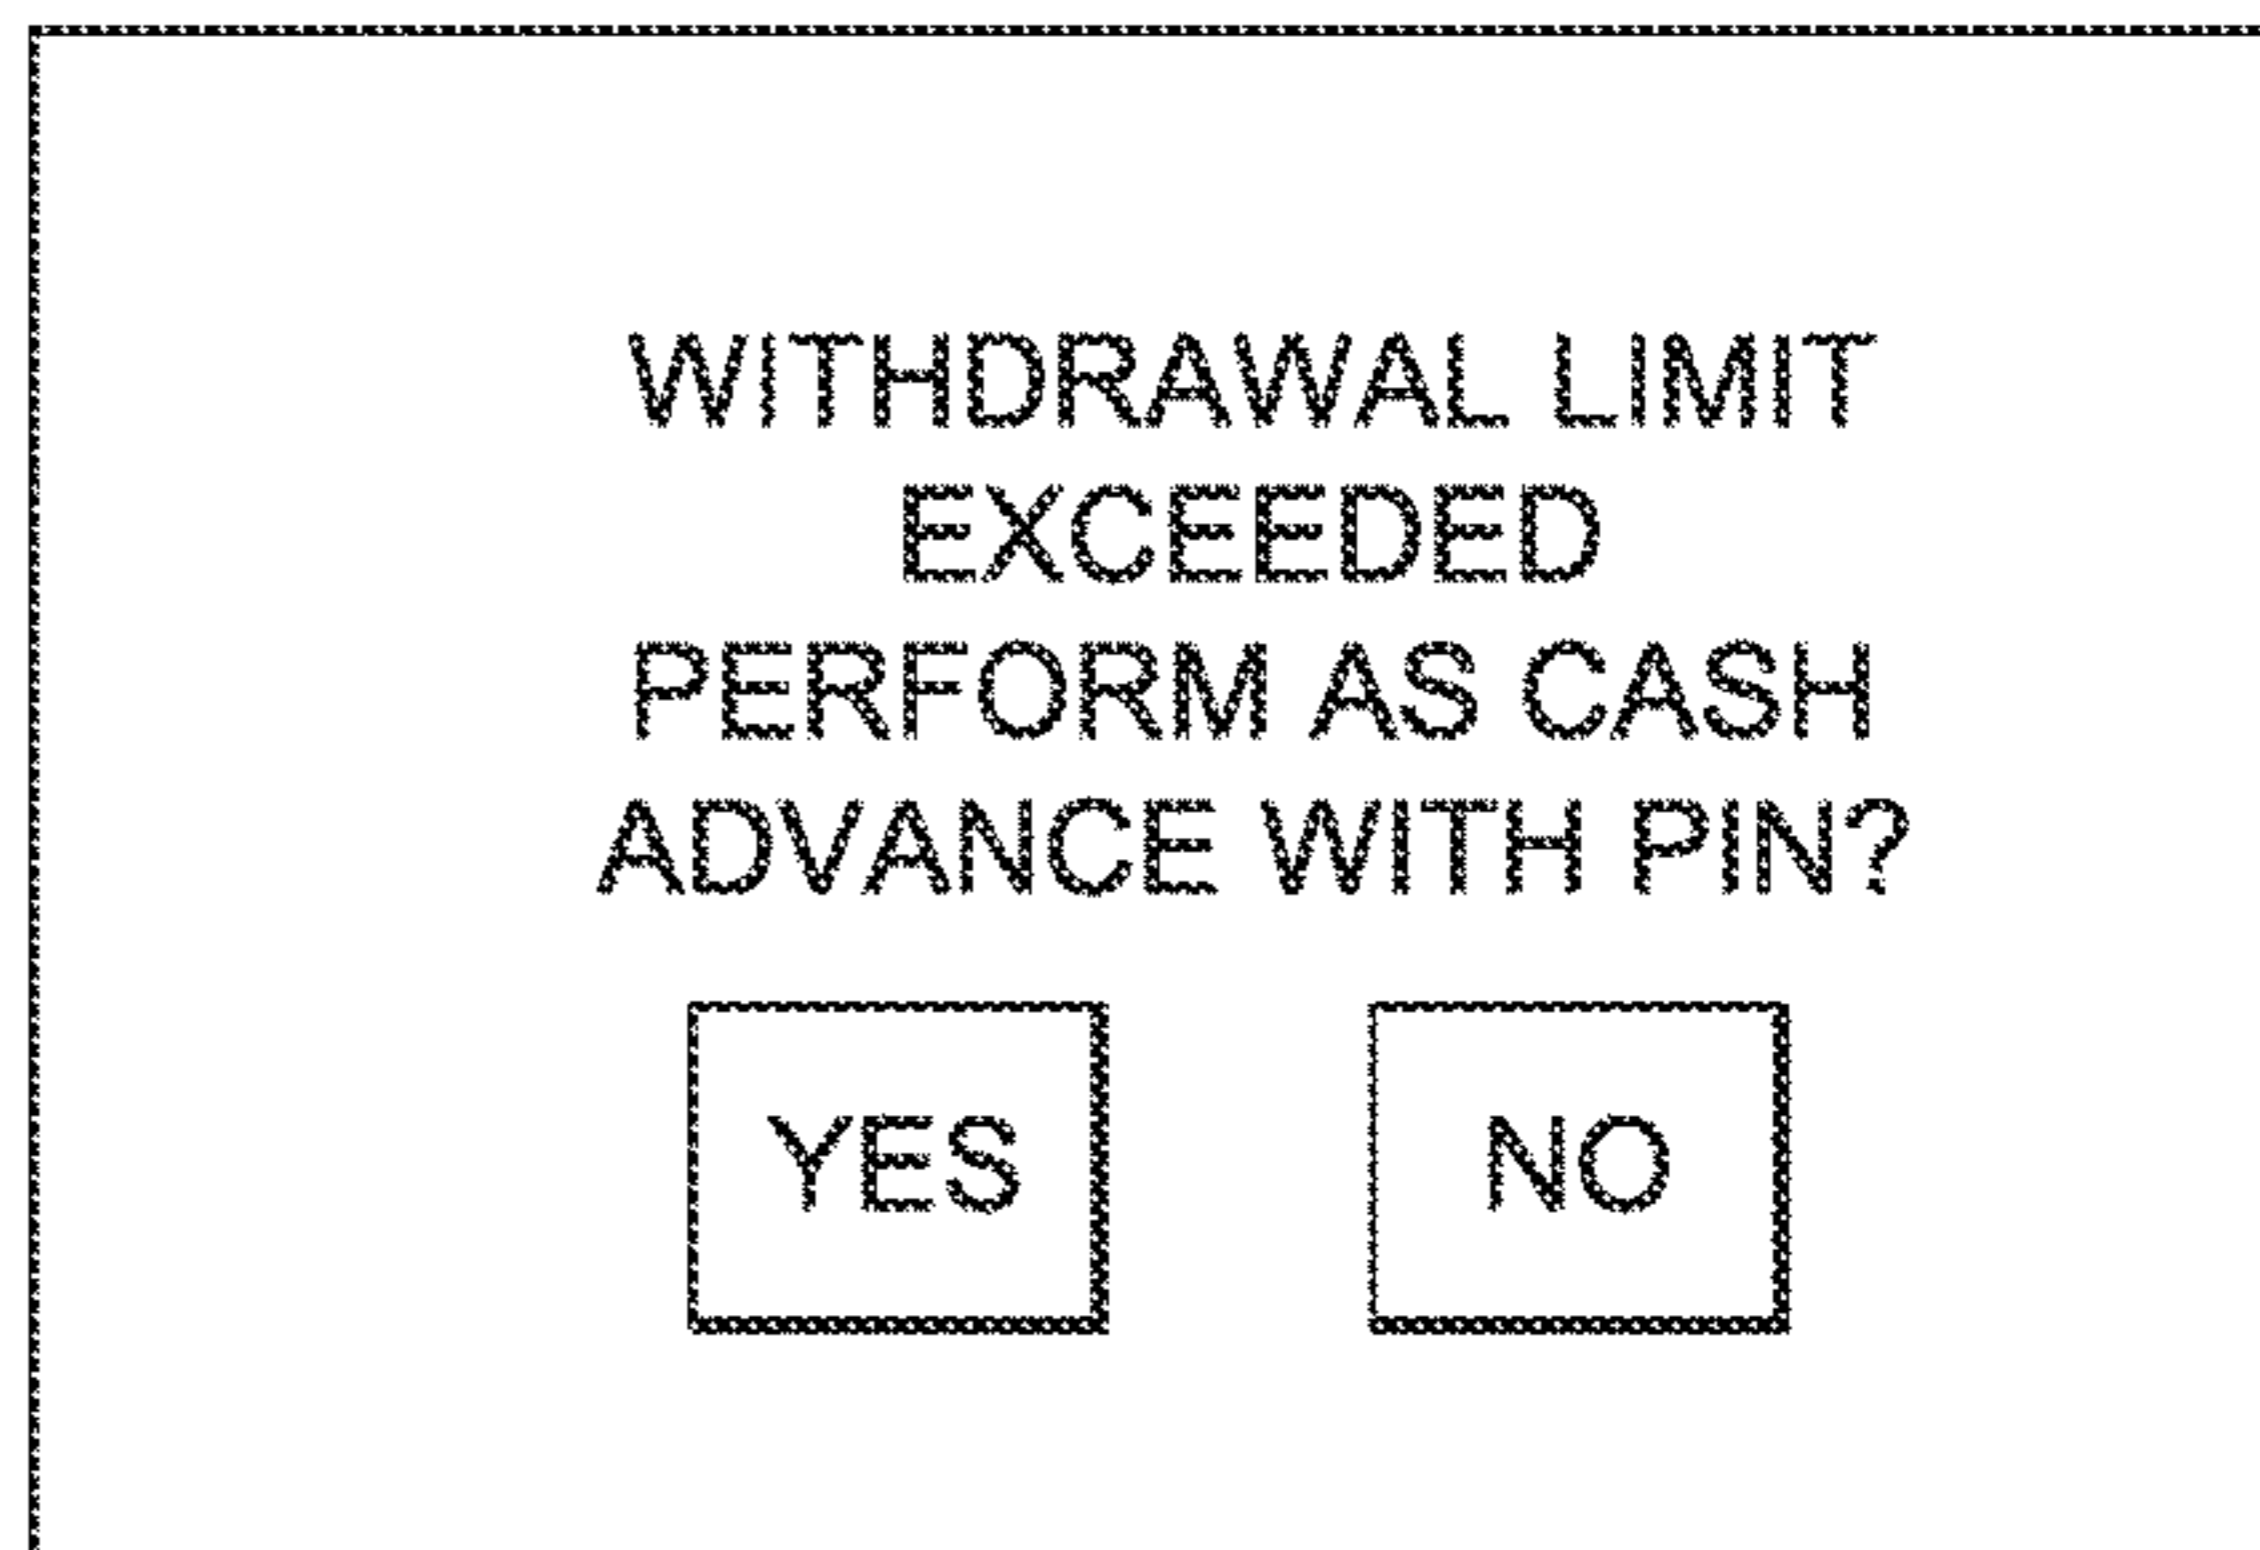 WITHDRAWAL LIMIT
EXCEEDED
PERFORM AS CASH
ADVANCE WITH PIN?
YES
NO